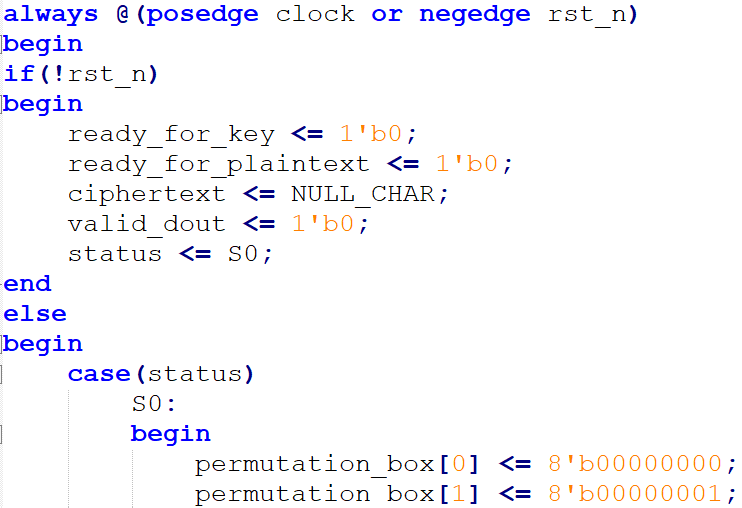 always @(posedge clock or negedge rst_n)
begin
if(!rst_n)
begin
    ready_for_key <= 1'b0;
    ready_for_plaintext <= 1'b0;
    ciphertext <= NULL_CHAR;
    valid_dout <= 1'b0;
    status <= S0;
end
else
begin
    case(status)
        S0:
        begin
            permutation_box[0] <= 8'b00000000;
            permutation_box[1] <= 8'b00000001;